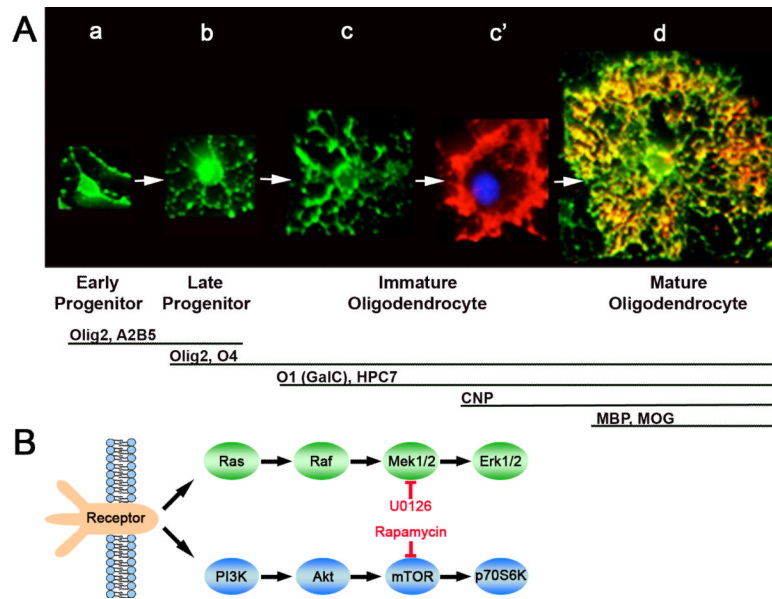 A
a b c c' d
Early Progenitor
Late Progenitor
Immature Oligodendrocyte
Mature Oligodendrocyte
Olig2, A2B5
Olig2, O4
O1 (GalC), HPC7
CNP
MBP, MOG
B
Receptor
Ras Raf Mek1/2 Erk1/2
U0126
Rapamycin
PI3K Akt mTOR p70S6K